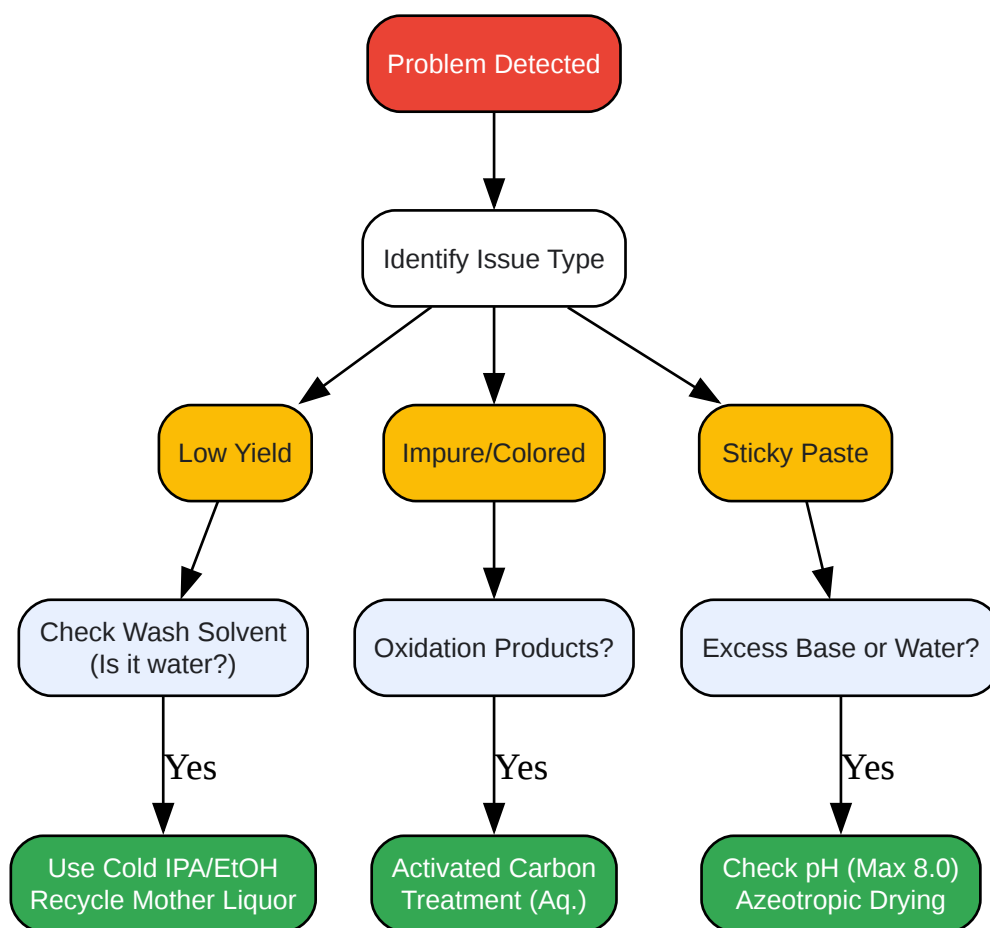 Problem Detected
Identify Issue Type
Low Yield
Impure/Colored
Sticky Paste
Check Wash Solvent
(Is it water?)
Oxidation Products?
Excess Base or Water?
Yes
Yes
Yes
Use Cold IPA/EtOH
Recycle Mother Liquor
Activated Carbon
Treatment (Aq.)
Check pH (Max 8.0)
Azeotropic Drying